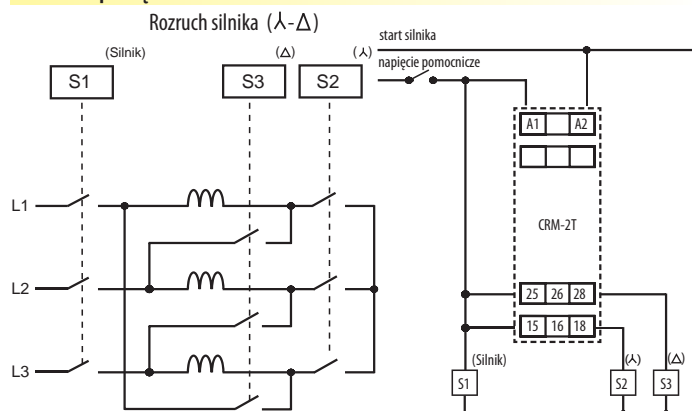 Rozruch silnika (⅄-Δ)
(Silnik)
(Δ)
(⅄)
S1
S3
S2
L1
L2
L3
start silnika
napięcie pomocnicze
A1
A2
CRM-2T
25 26 28
15 16 18
(Silnik)
(⅄)
(Δ)
S1
S2
S3